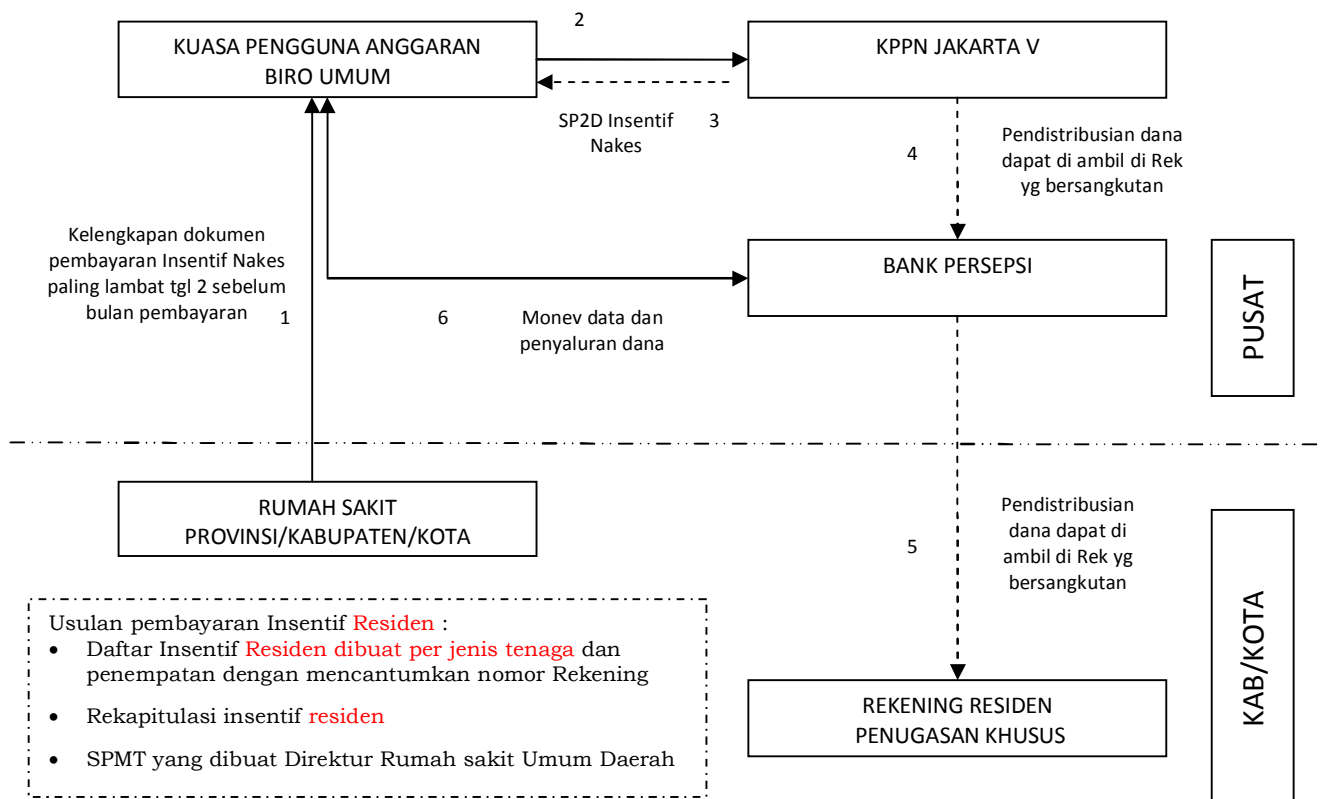 2
KUASA PENGGUNA ANGGARAN
BIRO UMUM
KPPN JAKARTA V
SP2D Insentif
Nakes
3
4
Pendistribusian dana
dapat di ambil di Rek
yg bersangkutan
Kelengkapan dokumen
pembayaran Insentif Nakes
paling lambat tgl 2 sebelum
bulan pembayaran
1
BANK PERSEPSI
6
Monev data dan
penyaluran dana
PUSAT
RUMAH SAKIT
PROVINSI/KABUPATEN/KOTA
5
Pendistribusian
dana dapat di
ambil di Rek yg
bersangkutan
KAB/KOTA
Usulan pembayaran Insentif Residen :
• Daftar Insentif Residen dibuat per jenis tenaga dan
penempatan dengan mencantumkan nomor Rekening
• Rekapitulasi insentif residen
• SPMT yang dibuat Direktur Rumah sakit Umum Daerah
REKENING RESIDEN
PENUGASAN KHUSUS